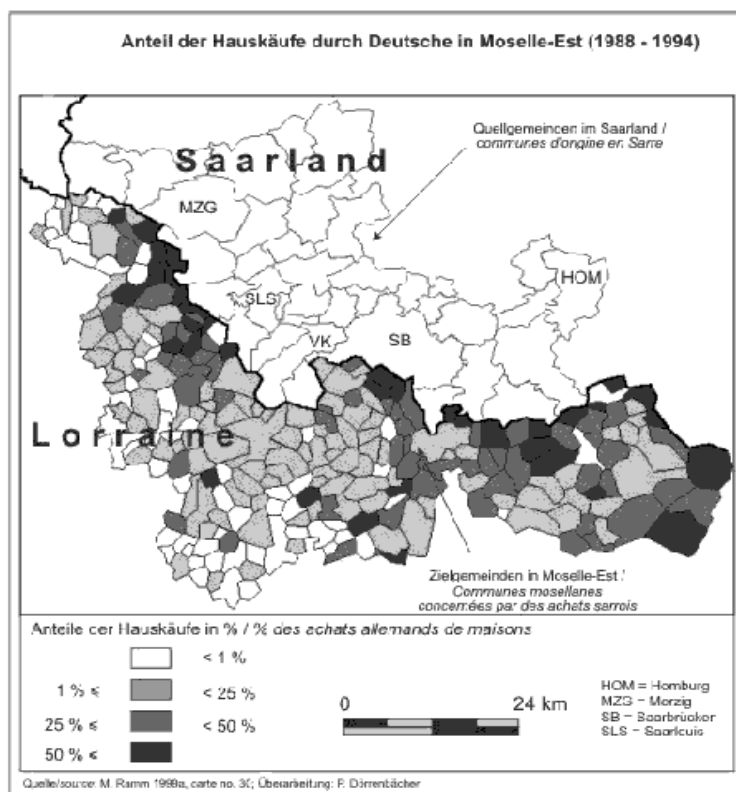 Anteil der Hauskäufe durch Deutsche in Moselle-Est (1988 - 1994)
Quellgemeinden im Saarland /
communes d'origine en Sarre
Saarland
MZG
HOM
SLS
VK
SB
Lorraine
Zielgemeinden in Moselle-Est /
Communes mosellanes
concernées par des achats sarrois
Anteile der Hauskäufe in % / % des achats allemands de maisons
< 1 %
1 % ≤ < 25 %
25 % ≤ < 50 %
50 % ≤
0 24 km
HOM = Homburg
MZG = Merzig
SB = Saarbrücken
SLS = Saarlouis
Quelle/source: M. Ramm 1999a, carte no. 30; Überarbeitung: P. Dörrenbächer